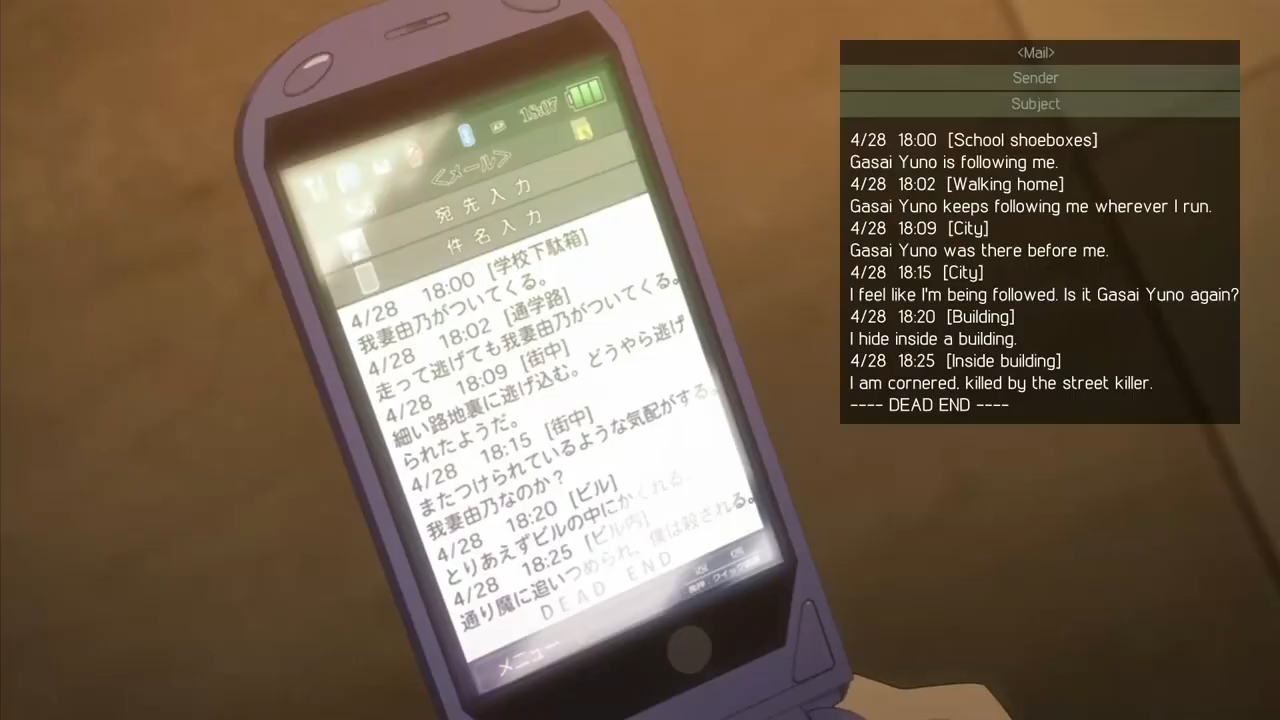 18:07
<メール>
宛先入力
件名入力
4/28 18:00 [学校下駄箱]
我妻由乃がついてくる。
4/28 18:02 [通学路]
走って逃げても我妻由乃がついてくる。
4/28 18:09 [街中]
細い路地裏に逃げ込む。どうやら逃げ
られたようだ。
4/28 18:15 [街中]
またつけられているような気配がする。
我妻由乃なのか?
4/28 18:20 [ビル]
とりあえずビルの中にかくれる。
4/28 18:25 [ビル内]
通り魔に追いつめられ、僕は殺される。
DEAD END
メニュー
<Mail>
Sender
Subject
4/28 18:00 [School shoeboxes]
Gasai Yuno is following me.
4/28 18:02 [Walking home]
Gasai Yuno keeps following me wherever I run.
4/28 18:09 [City]
Gasai Yuno was there before me.
4/28 18:15 [City]
I feel like I'm being followed. Is it Gasai Yuno again?
4/28 18:20 [Building]
I hide inside a building.
4/28 18:25 [Inside building]
I am cornered. killed by the street killer.
---- DEAD END ----